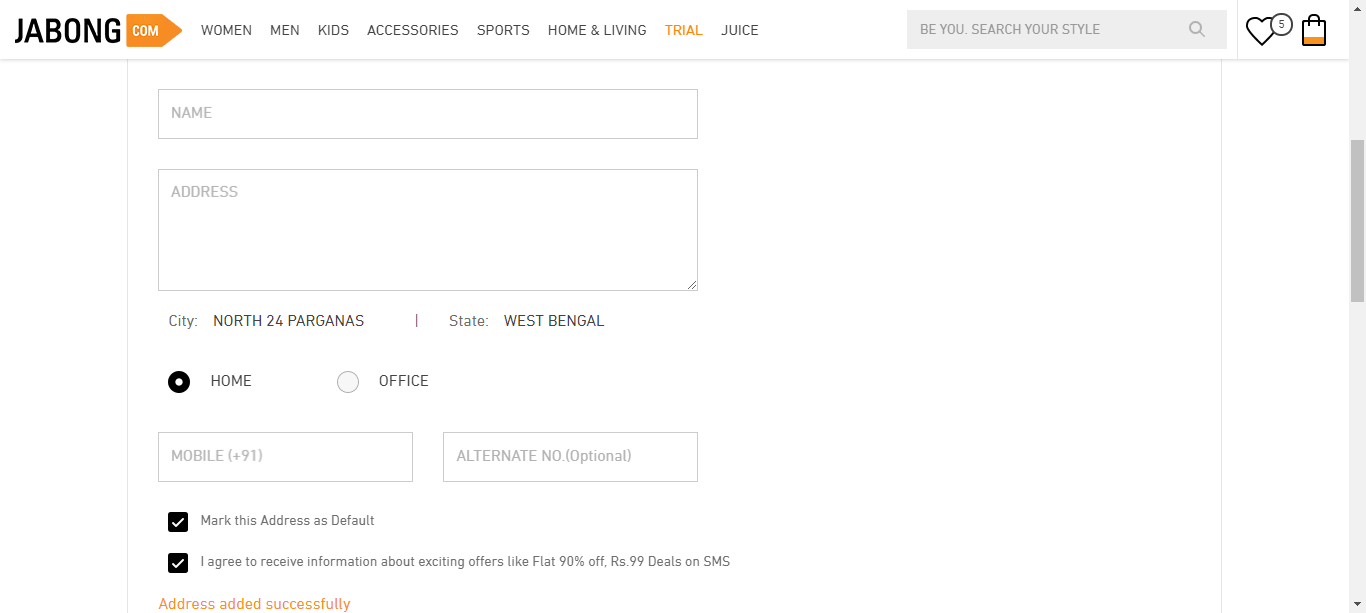 JABONG COM WOMEN MEN KIDS ACCESSORIES SPORTS HOME & LIVING TRIAL JUICE BE YOU. SEARCH YOUR STYLE 5
NAME
ADDRESS
City: NORTH 24 PARGANAS | State: WEST BENGAL
HOME OFFICE
MOBILE (+91) ALTERNATE NO.(Optional)
Mark this Address as Default
I agree to receive information about exciting offers like Flat 90% off, Rs.99 Deals on SMS
Address added successfully